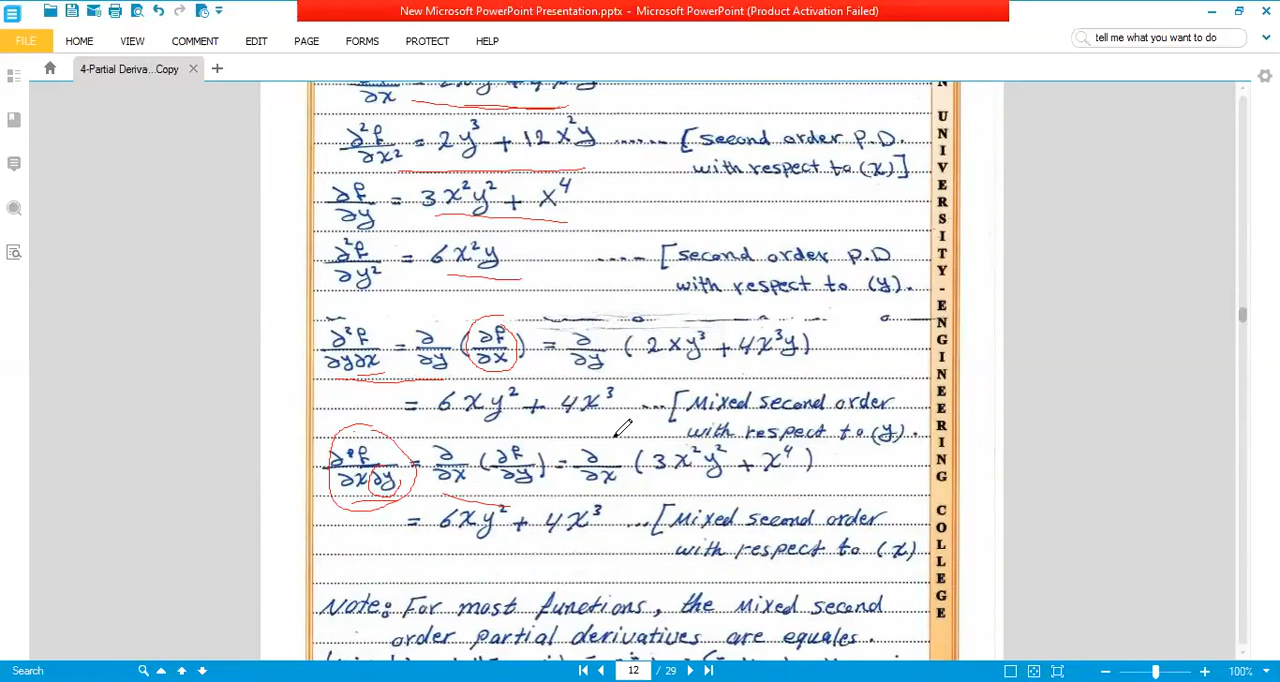 New Microsoft PowerPoint Presentation.pptx - Microsoft PowerPoint (Product Activation Failed)
FILE HOME VIEW COMMENT EDIT PAGE FORMS PROTECT HELP
tell me what you want to do
4-Partial Deriva...Copy
∂x
∂²f/∂x² = 2y³ + 12x²y ...... [second order P.D.
with respect to (x)]
∂f/∂y = 3x²y² + x⁴
∂²f/∂y² = 6x²y .... [second order P.D
with respect to (y).
∂²f/∂y∂x = ∂/∂y (∂f/∂x) = ∂/∂y (2xy³ + 4x³y)
= 6xy² + 4x³ ... [Mixed second order
with respect to (y).
∂²f/∂x∂y = ∂/∂x (∂f/∂y) = ∂/∂x (3x²y² + x⁴)
= 6xy² + 4x³ ... [Mixed second order
with respect to (x)
Note: For most functions, the mixed second
order partial derivatives are equales.
N UNIVERSITY - ENGINEERING COLLEGE
Search
12 / 29
100%